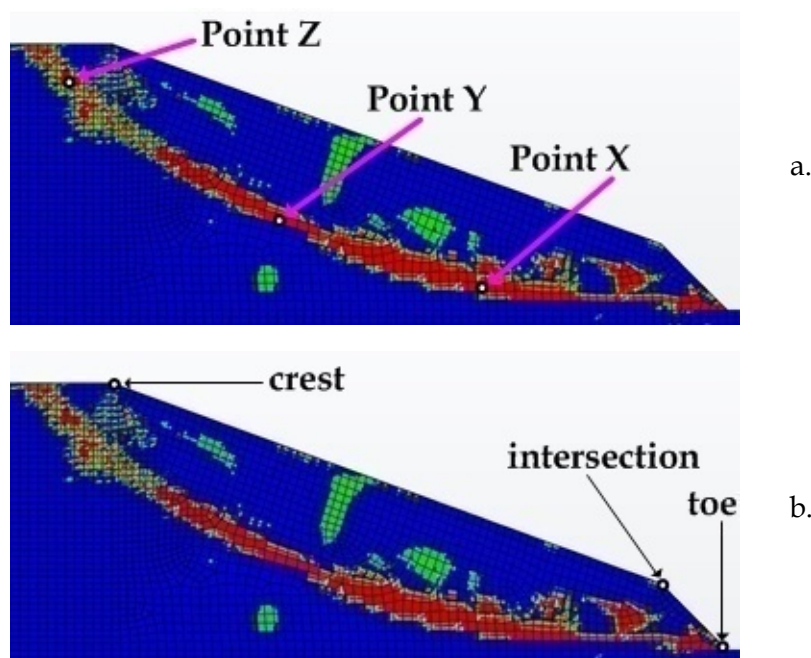 Point Z
Point Y
Point X
a.
crest
intersection
toe
b.